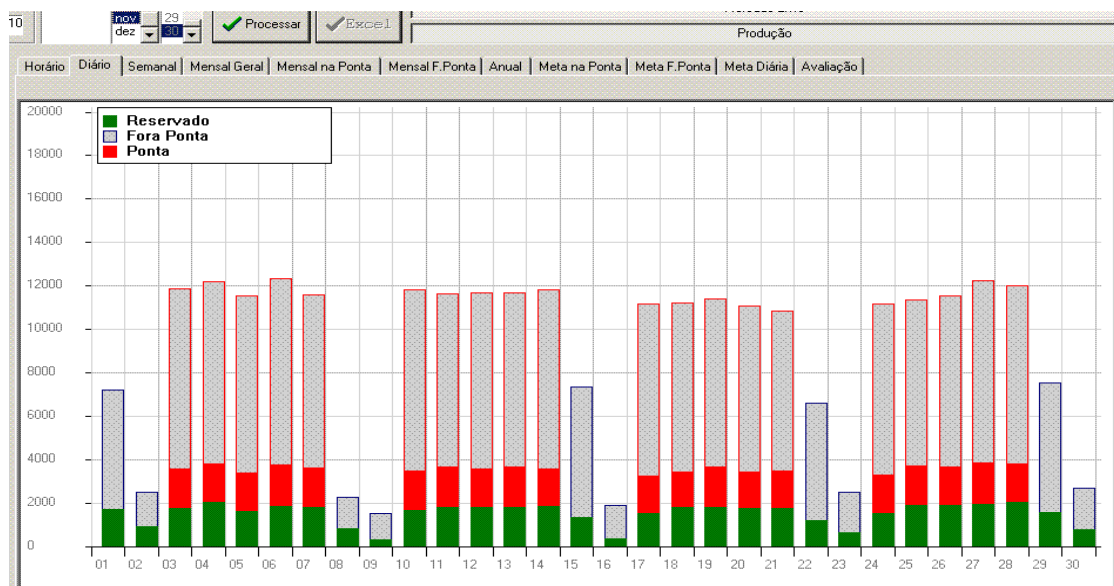 10 nov 29
dez 30 Processar Excel
Produção
Horário Diário Semanal Mensal Geral Mensal na Ponta Mensal F.Ponta Anual Meta na Ponta Meta F.Ponta Meta Diária Avaliação
Reservado
Fora Ponta
Ponta
20000
18000
16000
14000
12000
10000
8000
6000
4000
2000
0
01 02 03 04 05 06 07 08 09 10 11 12 13 14 15 16 17 18 19 20 21 22 23 24 25 26 27 28 29 30